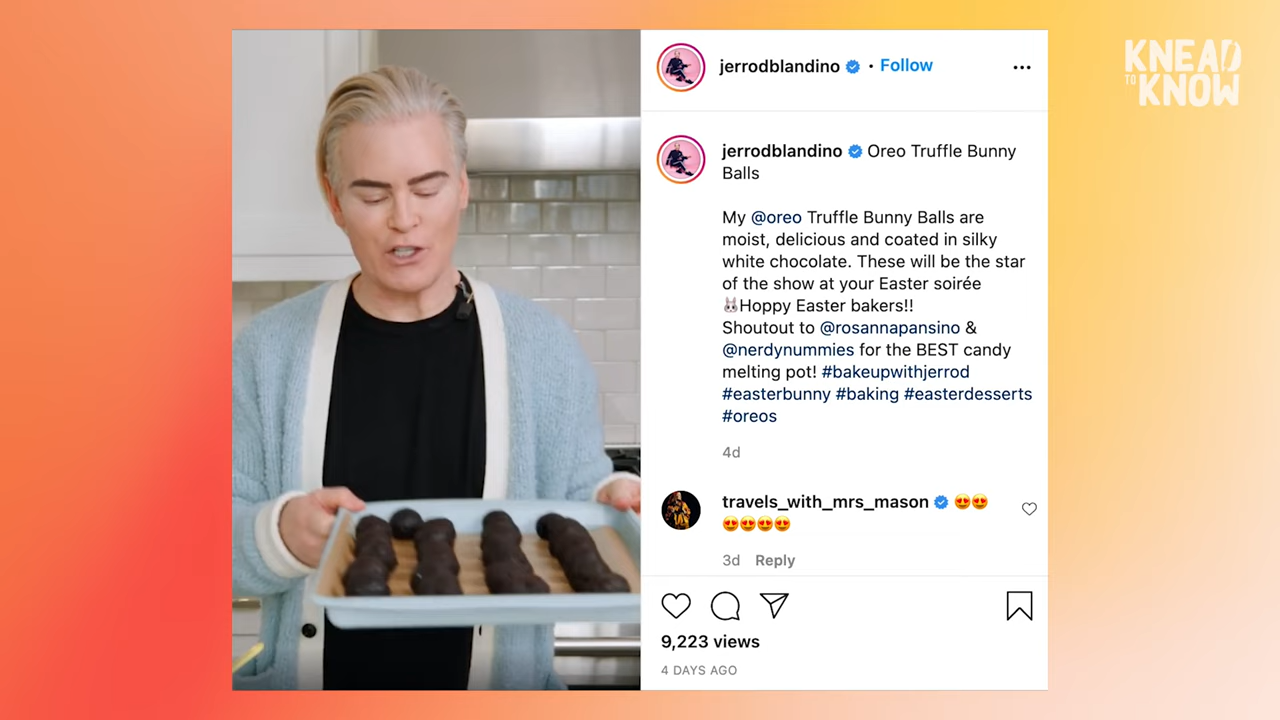 KNEAD
TO
KNOW
jerrodblandino • Follow
jerrodblandino Oreo Truffle Bunny
Balls
My @oreo Truffle Bunny Balls are
moist, delicious and coated in silky
white chocolate. These will be the star
of the show at your Easter soirée
🐰Hoppy Easter bakers!!
Shoutout to @rosannapansino &
@nerdynummies for the BEST candy
melting pot! #bakeupwithjerrod
#easterbunny #baking #easterdesserts
#oreos
4d
travels_with_mrs_mason 😍😍
😍😍😍😍
3d Reply
9,223 views
4 DAYS AGO